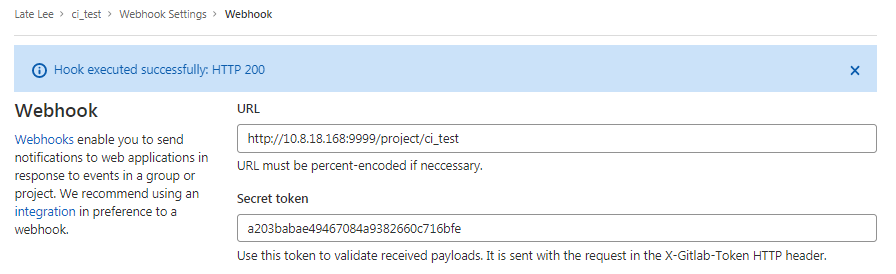 Late Lee > ci_test > Webhook Settings > Webhook
Hook executed successfully: HTTP 200
Webhook
Webhooks enable you to send
notifications to web applications in
response to events in a group or
project. We recommend using an
integration in preference to a
webhook.
URL
http://10.8.18.168:9999/project/ci_test
URL must be percent-encoded if neccessary.
Secret token
a203babae49467084a9382660c716bfe
Use this token to validate received payloads. It is sent with the request in the X-Gitlab-Token HTTP header.